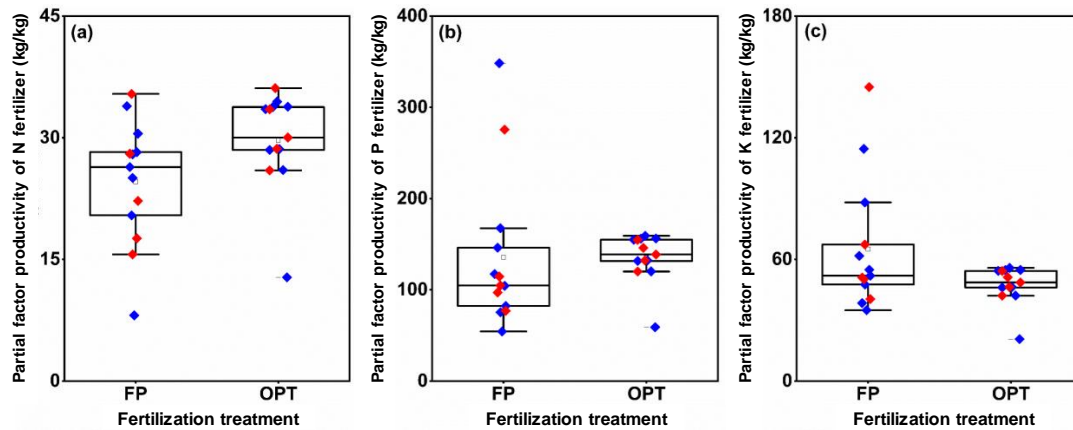 Partial factor productivity of N fertilizer (kg/kg)
45
30
15
0
(a)
FP
OPT
Fertilization treatment
Partial factor productivity of P fertilizer (kg/kg)
400
300
200
100
0
(b)
FP
OPT
Fertilization treatment
Partial factor productivity of K fertilizer (kg/kg)
180
120
60
0
(c)
FP
OPT
Fertilization treatment